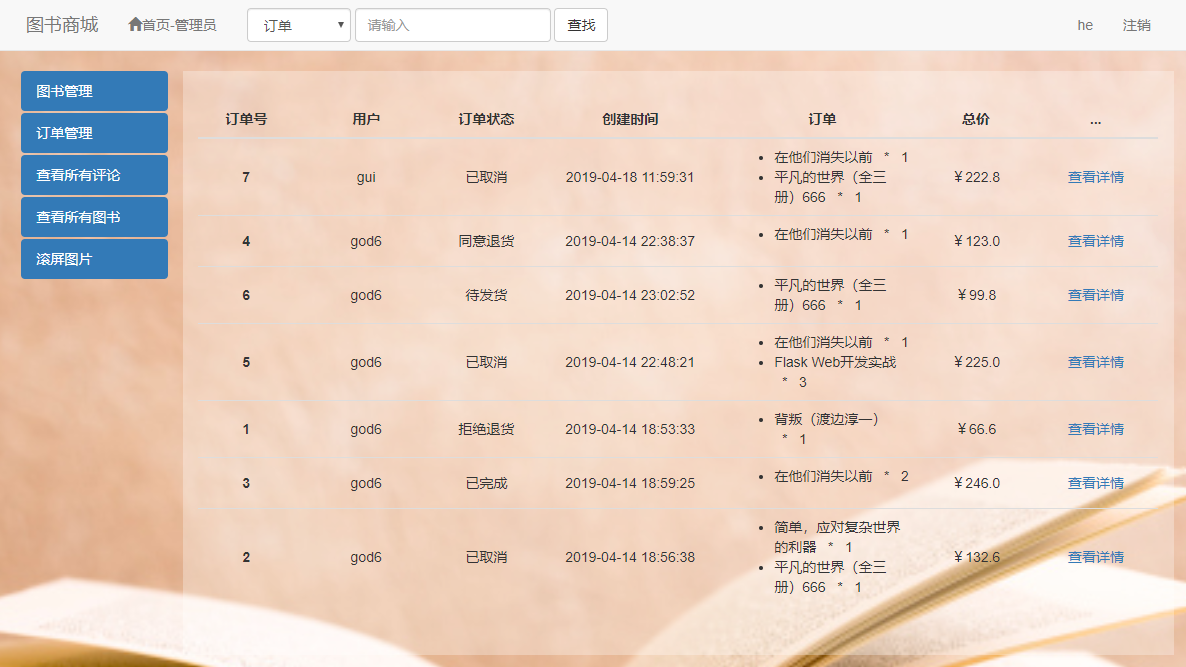 图书商城 首页-管理员 订单 请输入 查找 he 注销
图书管理
订单管理
查看所有评论
查看所有图书
滚屏图片
订单号 用户 订单状态 创建时间 订单 总价 ...
7 gui 已取消 2019-04-18 11:59:31 在他们消失以前 * 1
平凡的世界（全三
册）666 * 1 ￥222.8 查看详情
4 god6 同意退货 2019-04-14 22:38:37 在他们消失以前 * 1 ￥123.0 查看详情
6 god6 待发货 2019-04-14 23:02:52 平凡的世界（全三
册）666 * 1 ￥99.8 查看详情
5 god6 已取消 2019-04-14 22:48:21 在他们消失以前 * 1
Flask Web开发实战
* 3 ￥225.0 查看详情
1 god6 拒绝退货 2019-04-14 18:53:33 背叛（渡边淳一）
* 1 ￥66.6 查看详情
3 god6 已完成 2019-04-14 18:59:25 在他们消失以前 * 2 ￥246.0 查看详情
2 god6 已取消 2019-04-14 18:56:38 简单，应对复杂世界
的利器 * 1
平凡的世界（全三
册）666 * 1 ￥132.6 查看详情